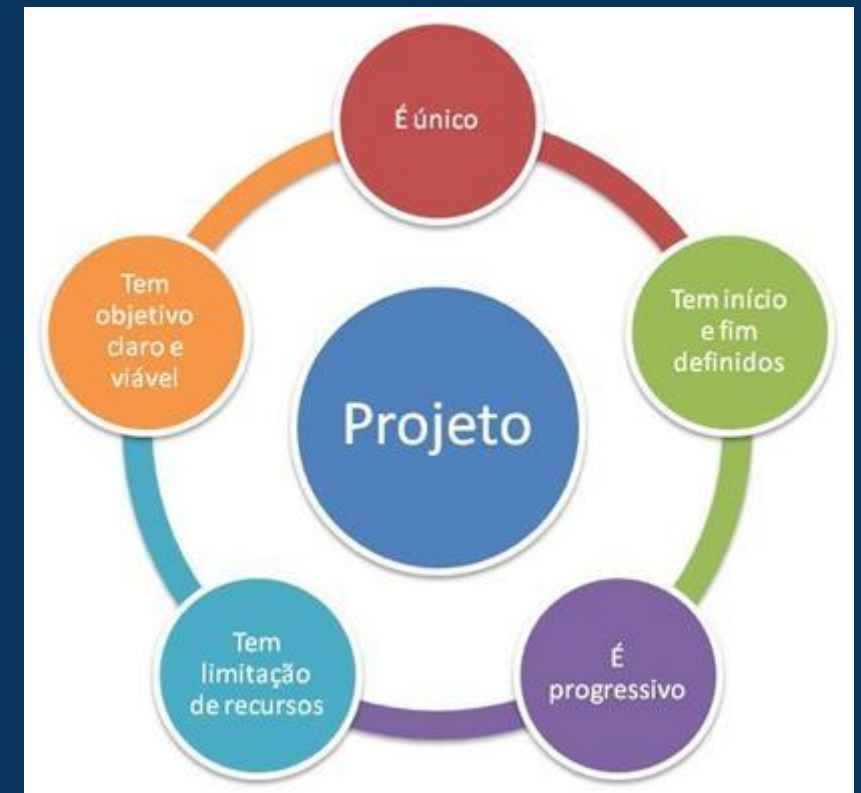 É único
Tem início
e fim
definidos
É
progressivo
Tem
limitação
de recursos
Tem
objetivo
claro e
viável
Projeto